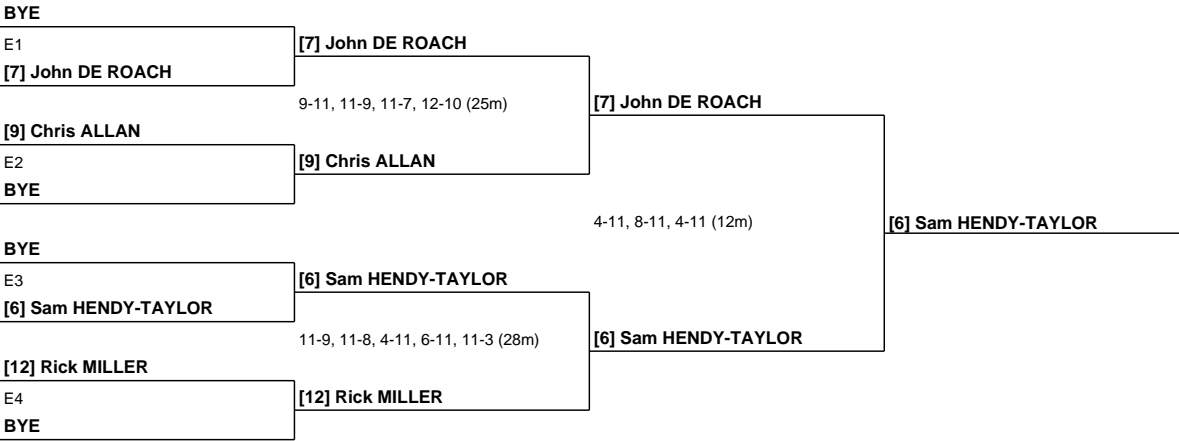 BYE
E1
[7] John DE ROACH
[7] John DE ROACH
9-11, 11-9, 11-7, 12-10 (25m)
[7] John DE ROACH
[9] Chris ALLAN
E2
[9] Chris ALLAN
BYE
4-11, 8-11, 4-11 (12m)
[6] Sam HENDY-TAYLOR
BYE
E3
[6] Sam HENDY-TAYLOR
[6] Sam HENDY-TAYLOR
11-9, 11-8, 4-11, 6-11, 11-3 (28m)
[6] Sam HENDY-TAYLOR
[12] Rick MILLER
E4
[12] Rick MILLER
BYE